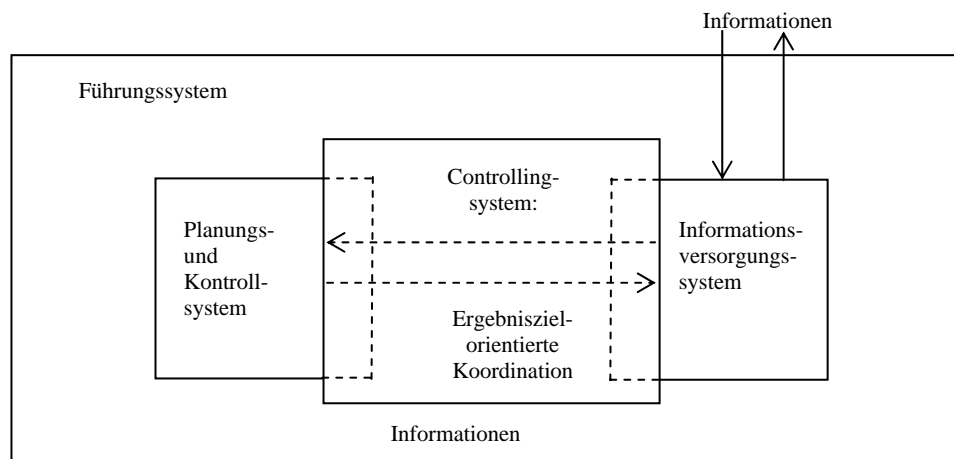 Informationen
Führungssystem
Controlling-
system:
Planungs-
und
Kontroll-
system
Informations-
versorgungs-
system
Ergebnisziel-
orientierte
Koordination
Informationen